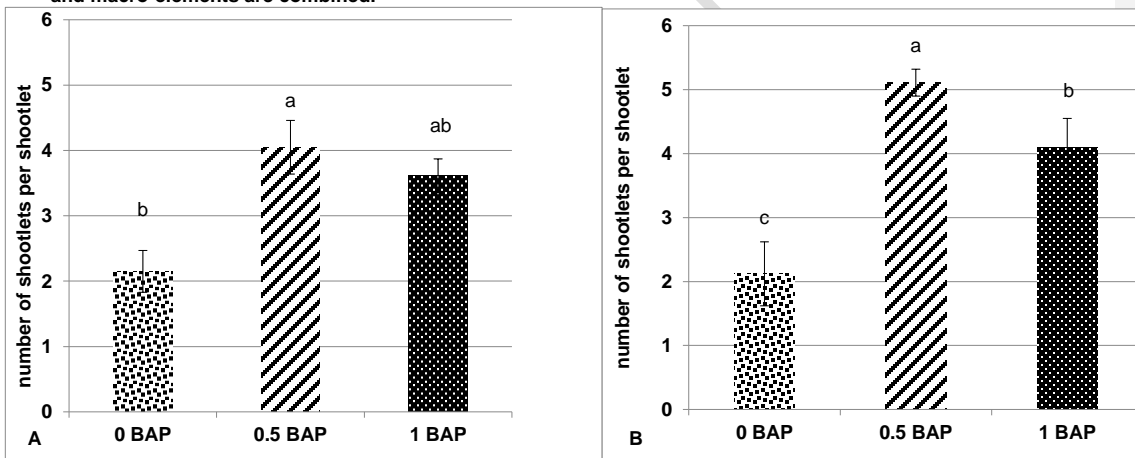 and macro elements are combined.
number of shootlets per shootlet
6
5
4
3
2
1
0
b
a
ab
A
0 BAP
0.5 BAP
1 BAP
number of shootlets per shootlet
6
5
4
3
2
1
0
c
a
b
B
0 BAP
0.5 BAP
1 BAP